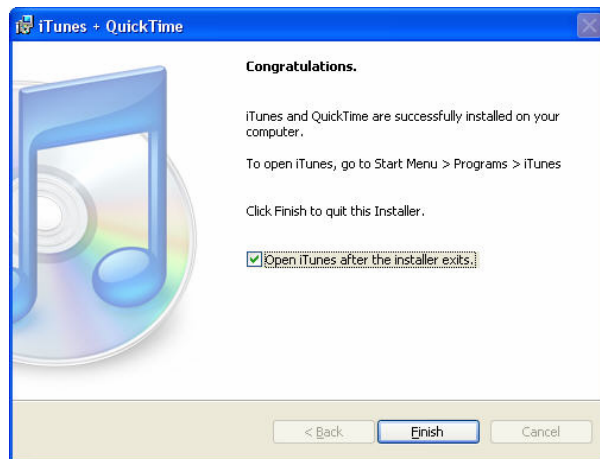 iTunes + QuickTime
Congratulations.
iTunes and QuickTime are successfully installed on your
computer.
To open iTunes, go to Start Menu > Programs > iTunes
Click Finish to quit this Installer.
Open iTunes after the installer exits.
< Back Finish Cancel